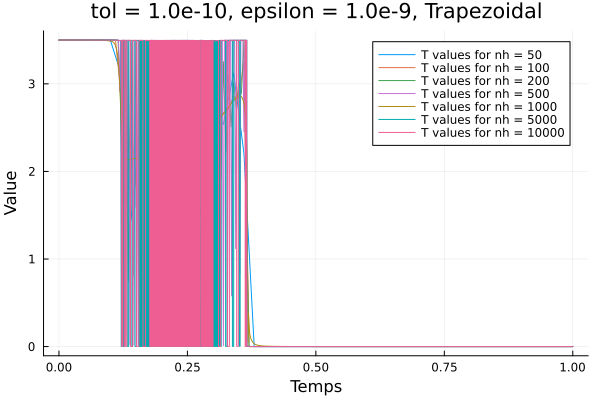 tol = 1.0e-10, epsilon = 1.0e-9, Trapezoidal
T values for nh = 50
T values for nh = 100
T values for nh = 200
T values for nh = 500
T values for nh = 1000
T values for nh = 5000
T values for nh = 10000
Value
3
2
1
0
0.00 0.25 0.50 0.75 1.00
Temps